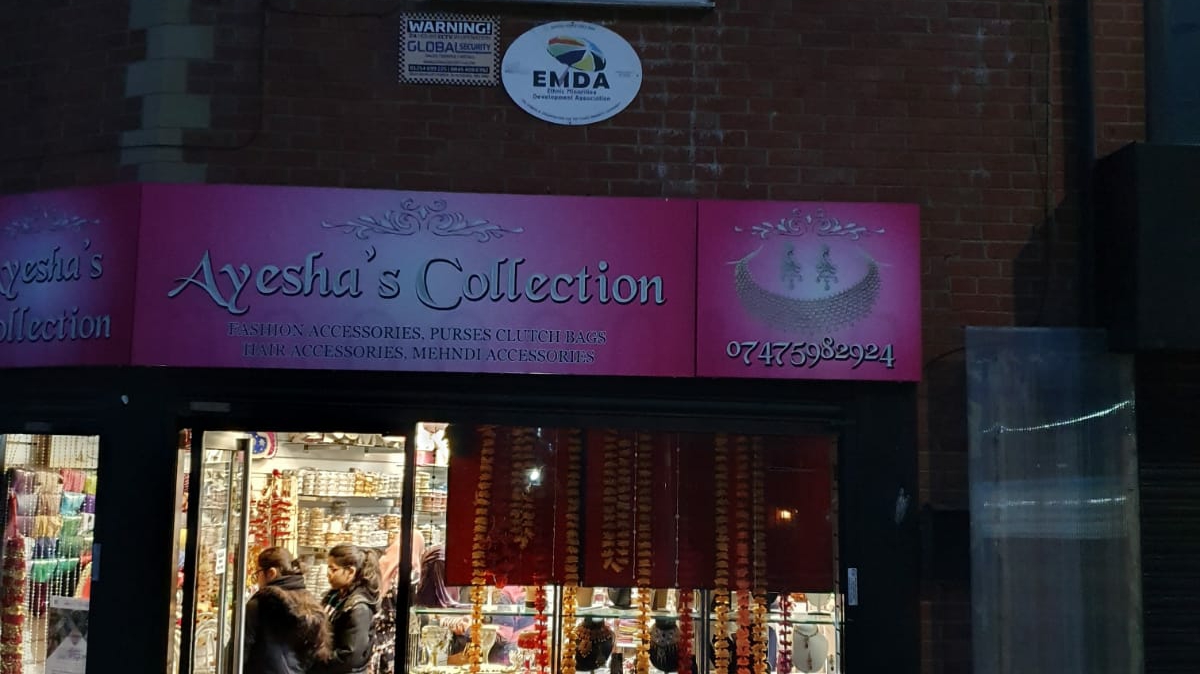 WARNING!
GLOBAL SECURITY
EMDA
Ethnic Minorities
Development Association
Ayesha's Collection
FASHION ACCESSORIES, PURSES CLUTCH BAGS
HAIR ACCESSORIES, MEHNDI ACCESSORIES
07475982924
yesha's
ollection